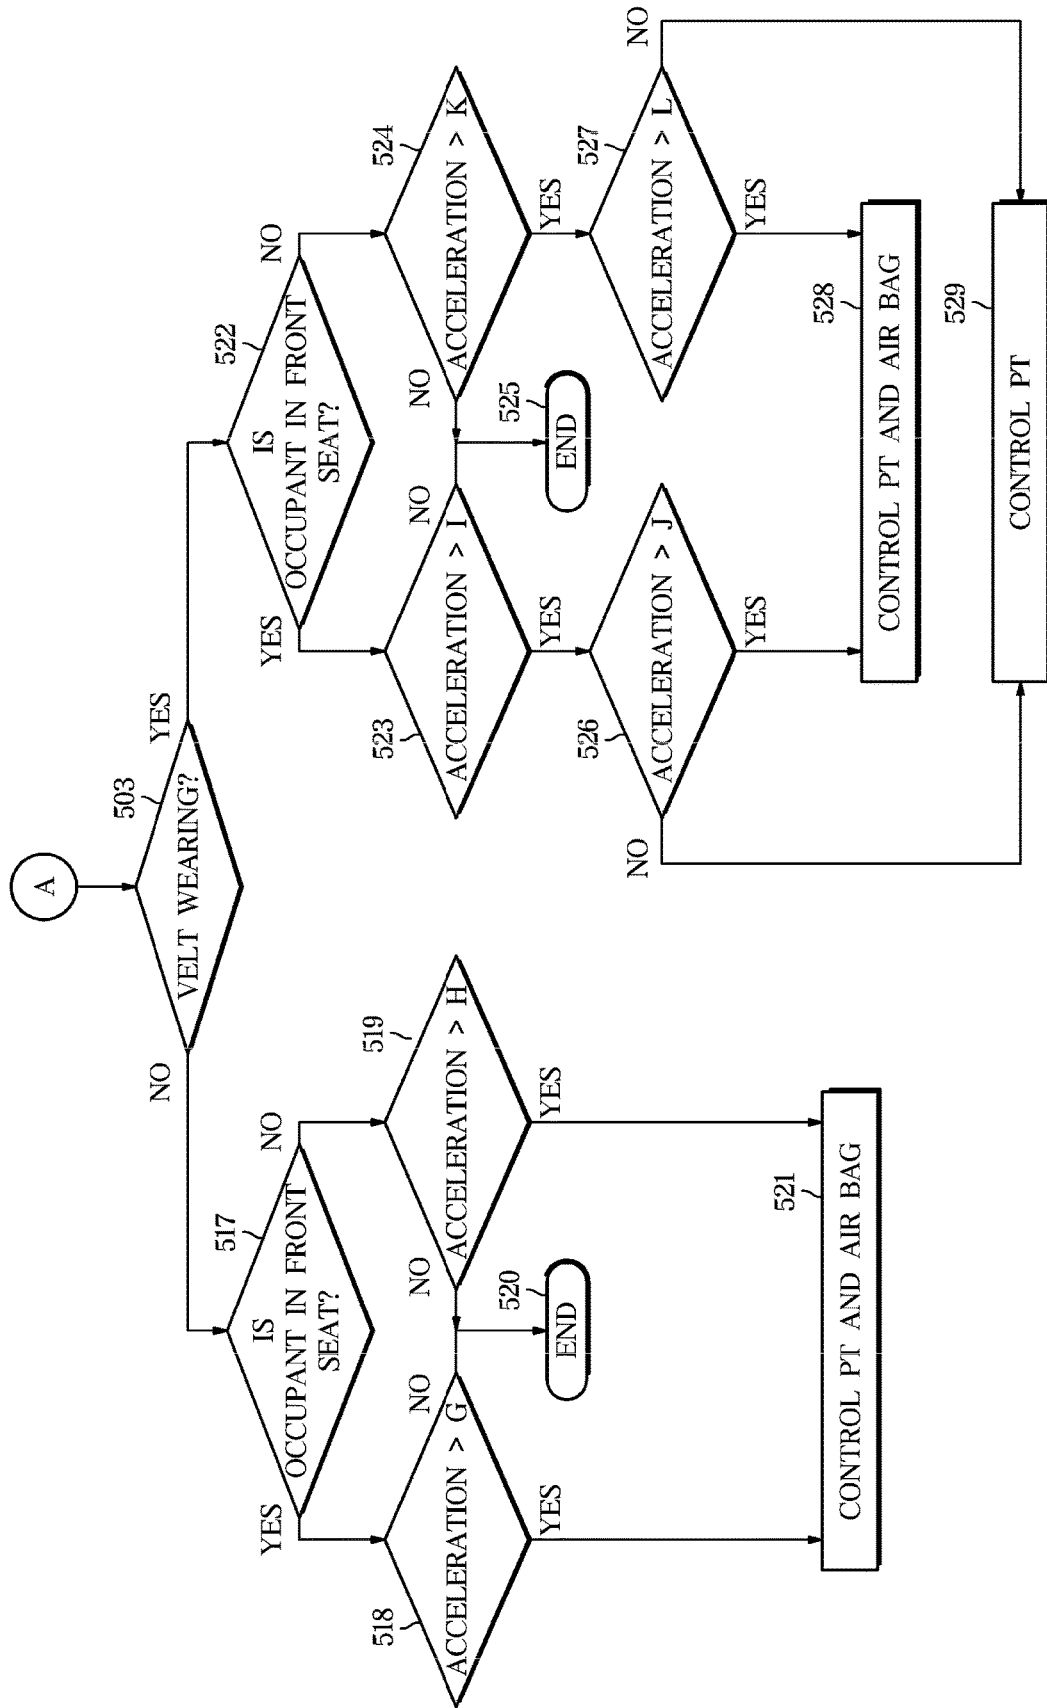 A
503
VELT WEARING?
NO
YES
517
IS
OCCUPANT IN FRONT
SEAT?
YES
NO
522
IS
OCCUPANT IN FRONT
SEAT?
YES
NO
518
ACCELERATION > G
NO
YES
519
ACCELERATION > H
NO
YES
520
END
523
ACCELERATION > I
NO
YES
524
ACCELERATION > K
NO
YES
525
END
526
ACCELERATION > J
NO
YES
527
ACCELERATION > L
NO
YES
521
CONTROL PT AND AIR BAG
528
CONTROL PT AND AIR BAG
529
CONTROL PT